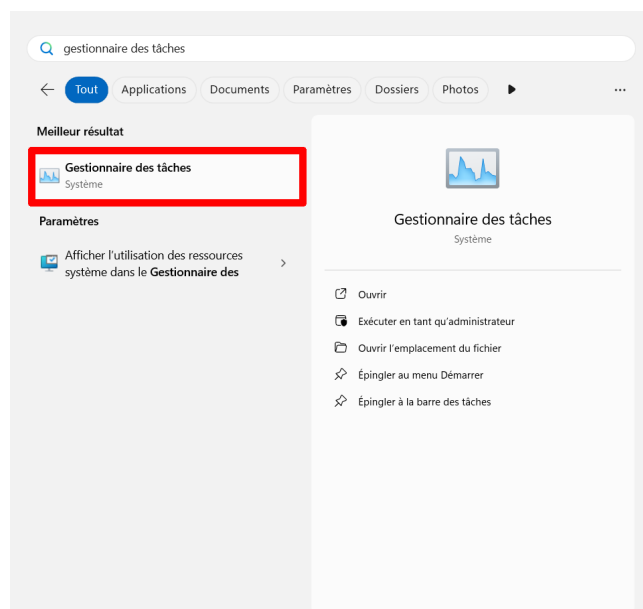 gestionnaire des tâches
Tout Applications Documents Paramètres Dossiers Photos
Meilleur résultat
Gestionnaire des tâches
Système
Paramètres
Afficher l'utilisation des ressources
système dans le Gestionnaire des
Gestionnaire des tâches
Système
Ouvrir
Exécuter en tant qu'administrateur
Ouvrir l'emplacement du fichier
Épingler au menu Démarrer
Épingler à la barre des tâches